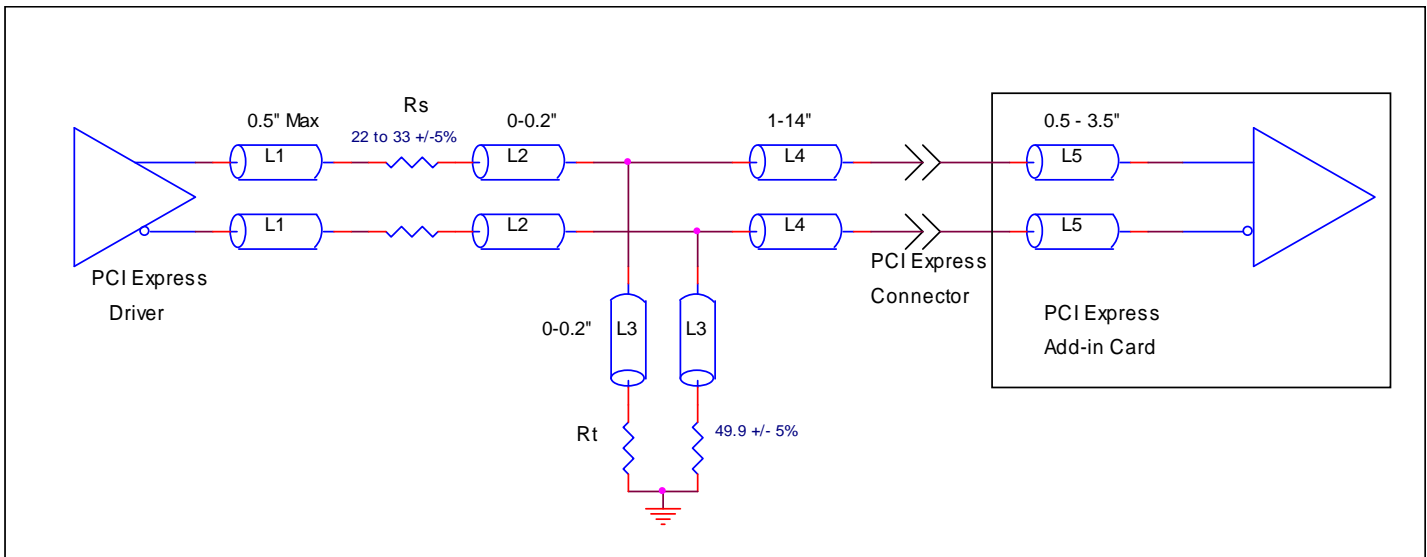 Rs
0.5" Max
22 to 33 +/-5%
0-0.2"
1-14"
0.5 - 3.5"
L1
L2
L4
L5
L1
L2
L4
L5
PCI Express
Driver
PCI Express
Connector
0-0.2"
L3
L3
PCI Express
Add-in Card
Rt
49.9 +/- 5%